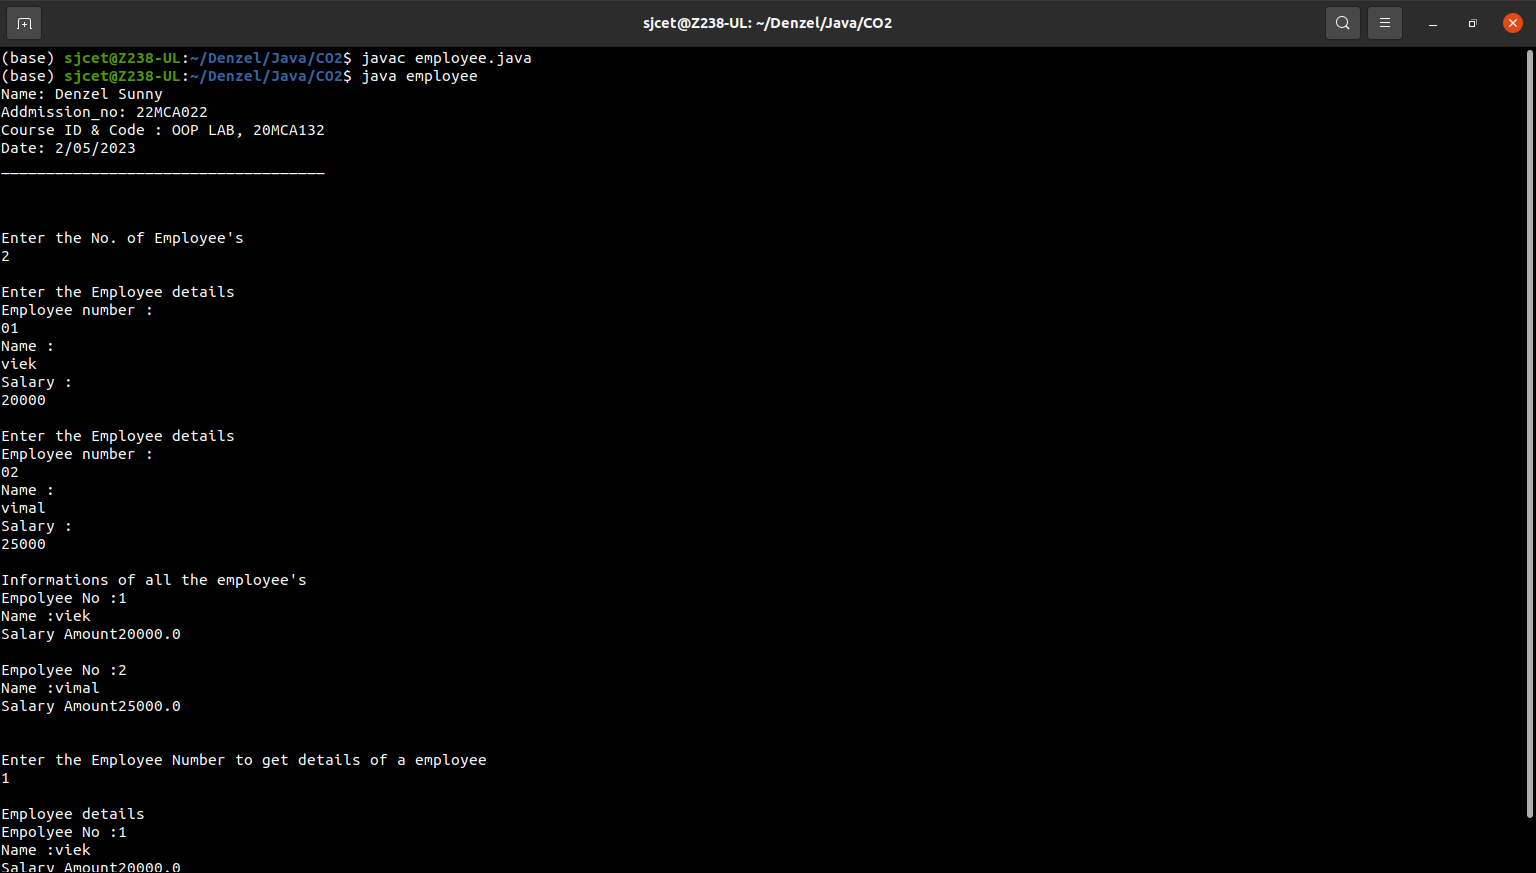 sjcet@Z238-UL: ~/Denzel/Java/CO2
(base) sjcet@Z238-UL:~/Denzel/Java/CO2$ javac employee.java
(base) sjcet@Z238-UL:~/Denzel/Java/CO2$ java employee
Name: Denzel Sunny
Addmission_no: 22MCA022
Course ID & Code : OOP LAB, 20MCA132
Date: 2/05/2023
____________________________________
Enter the No. of Employee's
2
Enter the Employee details
Employee number :
01
Name :
viek
Salary :
20000
Enter the Employee details
Employee number :
02
Name :
vimal
Salary :
25000
Informations of all the employee's
Empolyee No :1
Name :viek
Salary Amount20000.0
Empolyee No :2
Name :vimal
Salary Amount25000.0
Enter the Employee Number to get details of a employee
1
Employee details
Empolyee No :1
Name :viek
Salary Amount20000.0